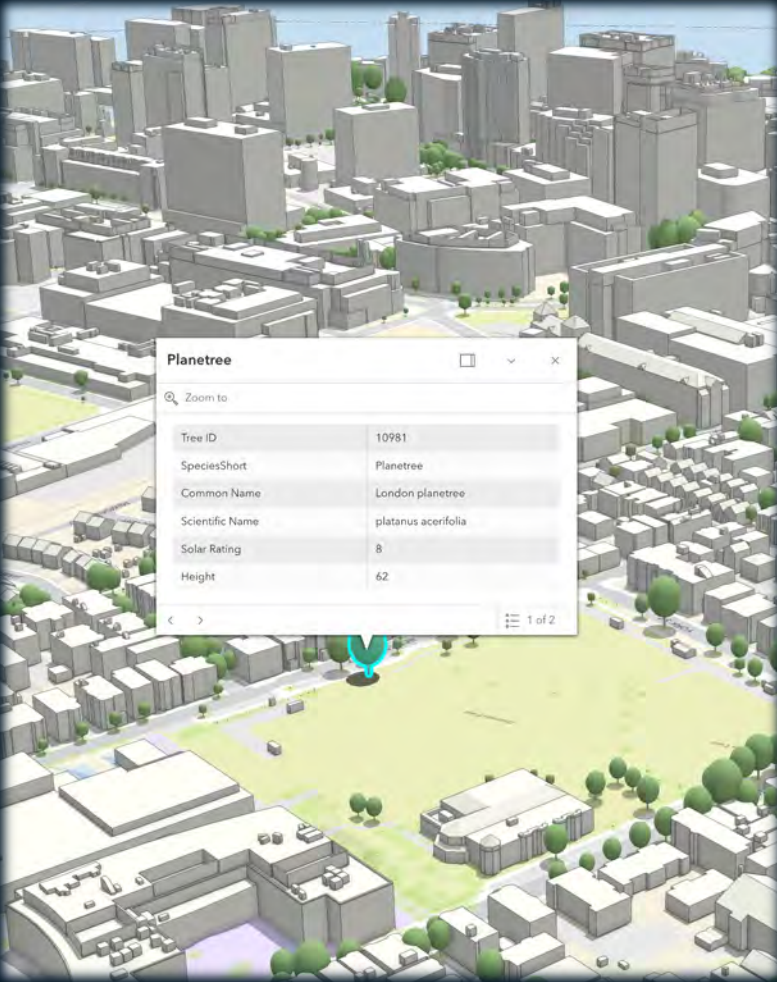 Planetree
Zoom to
Tree ID 10981
SpeciesShort Planetree
Common Name London planetree
Scientific Name platanus acerifolia
Solar Rating 8
Height 62
1 of 2